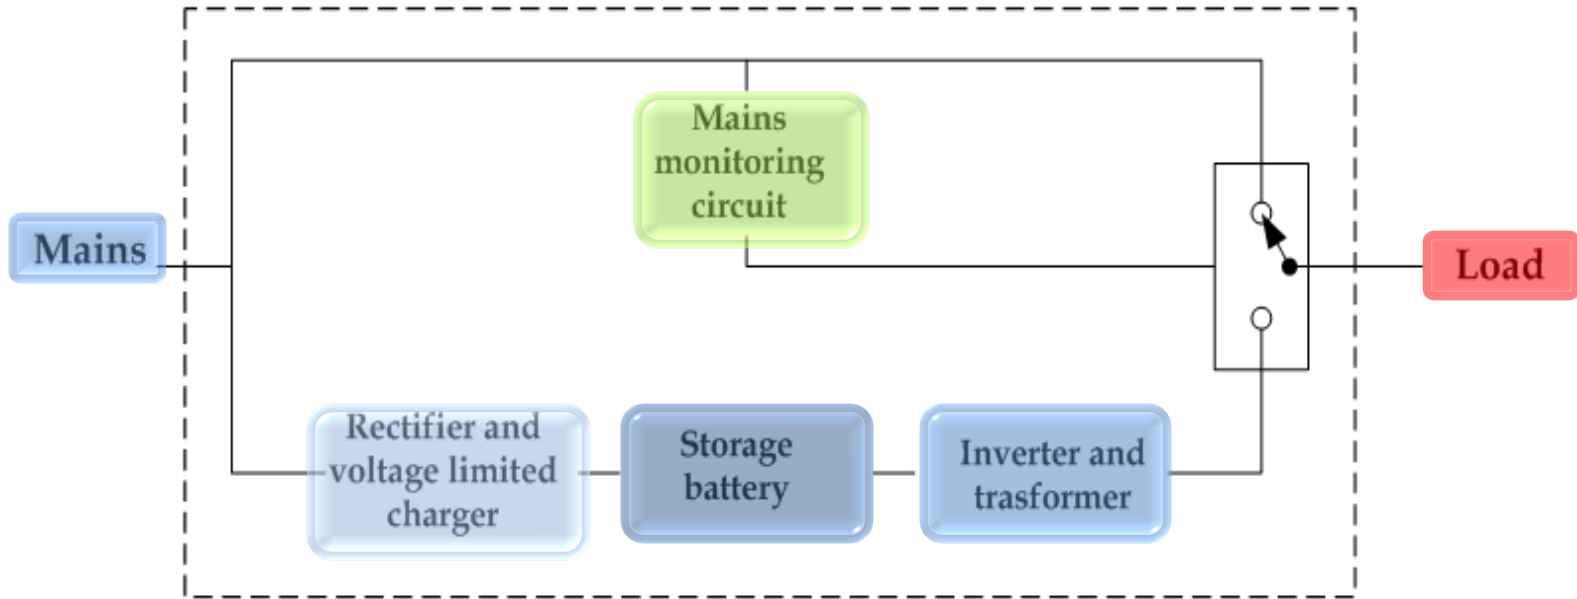 Mains
monitoring
circuit
Mains
Load
Rectifier and
voltage limited
charger
Storage
battery
Inverter and
trasformer